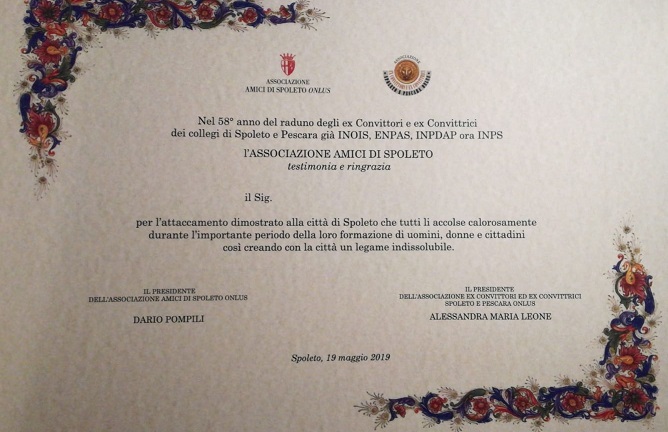 ASSOCIAZIONE
AMICI DI SPOLETO ONLUS
ASSOCIAZIONE
Nel 58° anno del raduno degli ex Convittori e ex Convittrici
dei collegi di Spoleto e Pescara già INOIS, ENPAS, INPDAP ora INPS
l'ASSOCIAZIONE AMICI DI SPOLETO
testimonia e ringrazia
il Sig.
per l'attaccamento dimostrato alla città di Spoleto che tutti li accolse calorosamente
durante l'importante periodo della loro formazione di uomini, donne e cittadini
così creando con la città un legame indissolubile.
IL PRESIDENTE
DELL'ASSOCIAZIONE AMICI DI SPOLETO ONLUS
DARIO POMPILI
IL PRESIDENTE
DELL'ASSOCIAZIONE EX CONVITTORI ED EX CONVITTRICI
SPOLETO E PESCARA ONLUS
ALESSANDRA MARIA LEONE
Spoleto, 19 maggio 2019